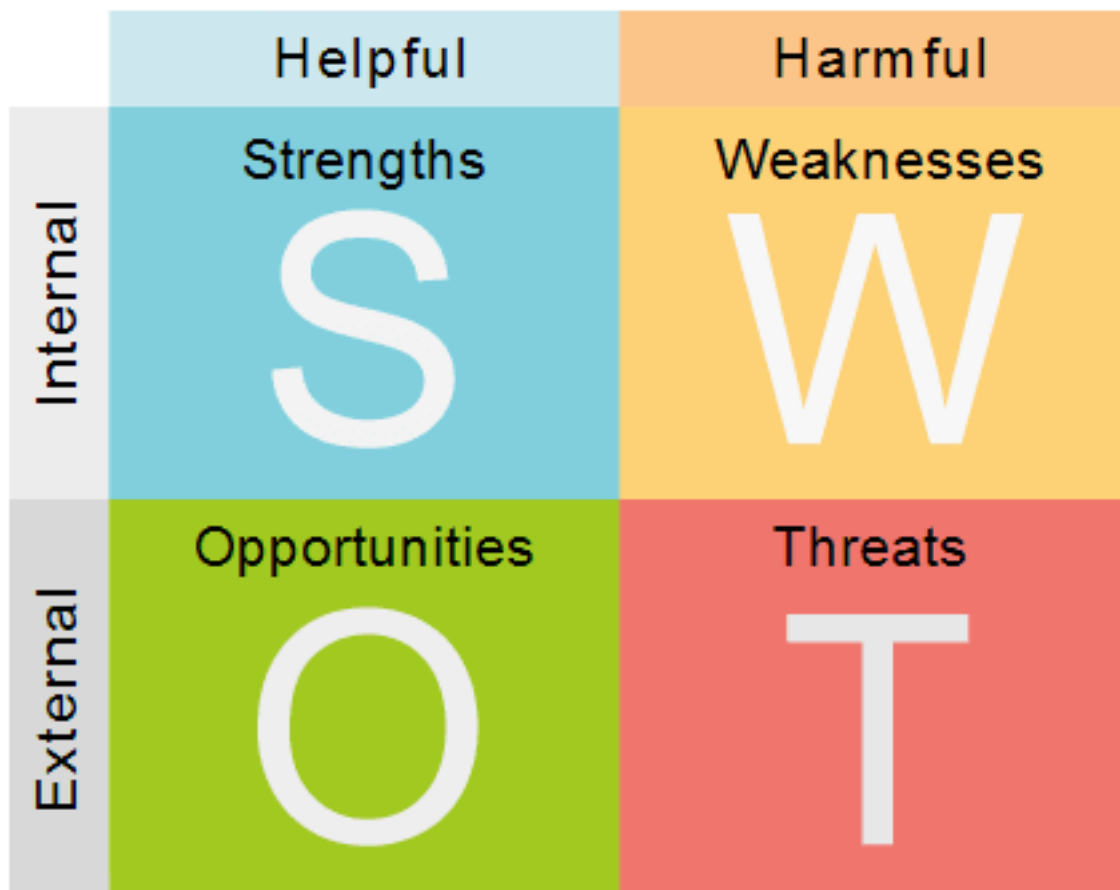 Helpful
Harmful
Internal
Strengths
S
Weaknesses
W
External
Opportunities
O
Threats
T